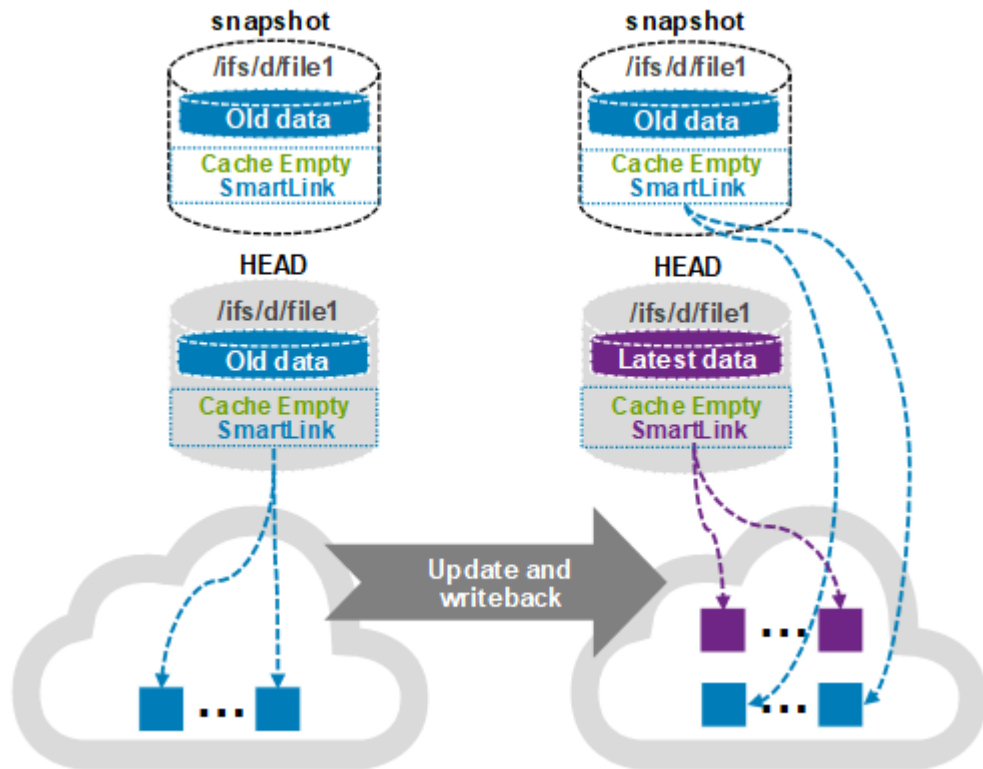 snapshot
/ifs/d/file1
Old data
Cache Empty
SmartLink
HEAD
/ifs/d/file1
Old data
Cache Empty
SmartLink
Update and
writeback
snapshot
/ifs/d/file1
Old data
Cache Empty
SmartLink
HEAD
/ifs/d/file1
Latest data
Cache Empty
SmartLink
...
...
...